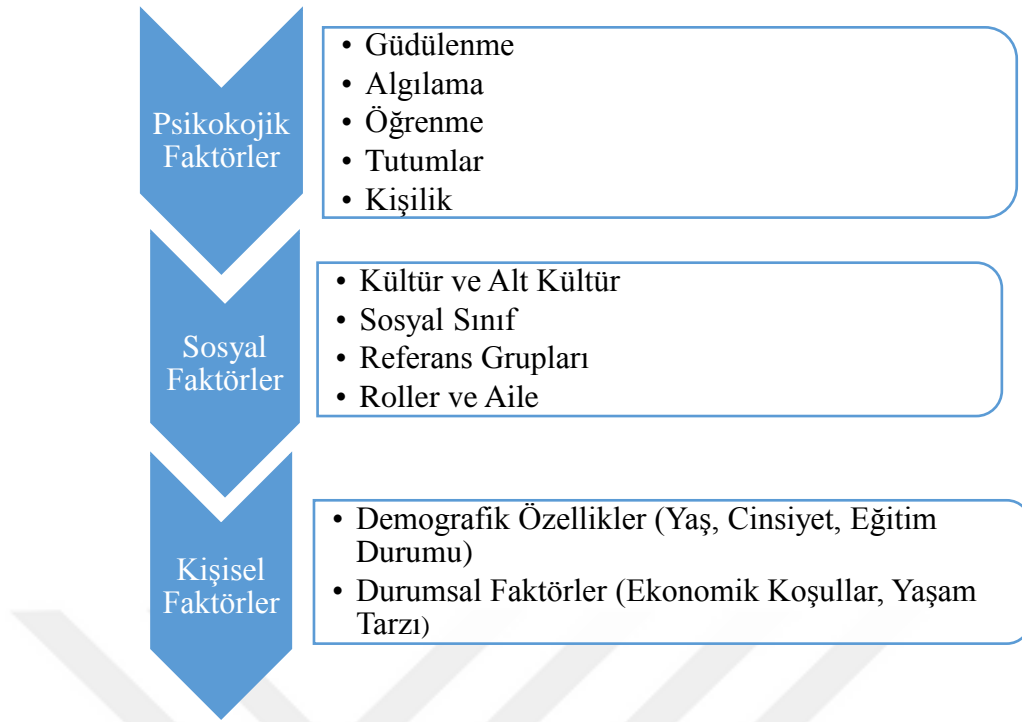 Psikokojik
Faktörler
• Güdülenme
• Algılama
• Öğrenme
• Tutumlar
• Kişilik
Sosyal
Faktörler
• Kültür ve Alt Kültür
• Sosyal Sınıf
• Referans Grupları
• Roller ve Aile
Kişisel
Faktörler
• Demografik Özellikler (Yaş, Cinsiyet, Eğitim
Durumu)
• Durumsal Faktörler (Ekonomik Koşullar, Yaşam
Tarzı)